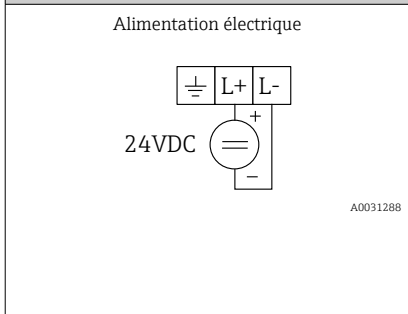 Alimentation électrique
L+ L-
+
24VDC
−
A0031288